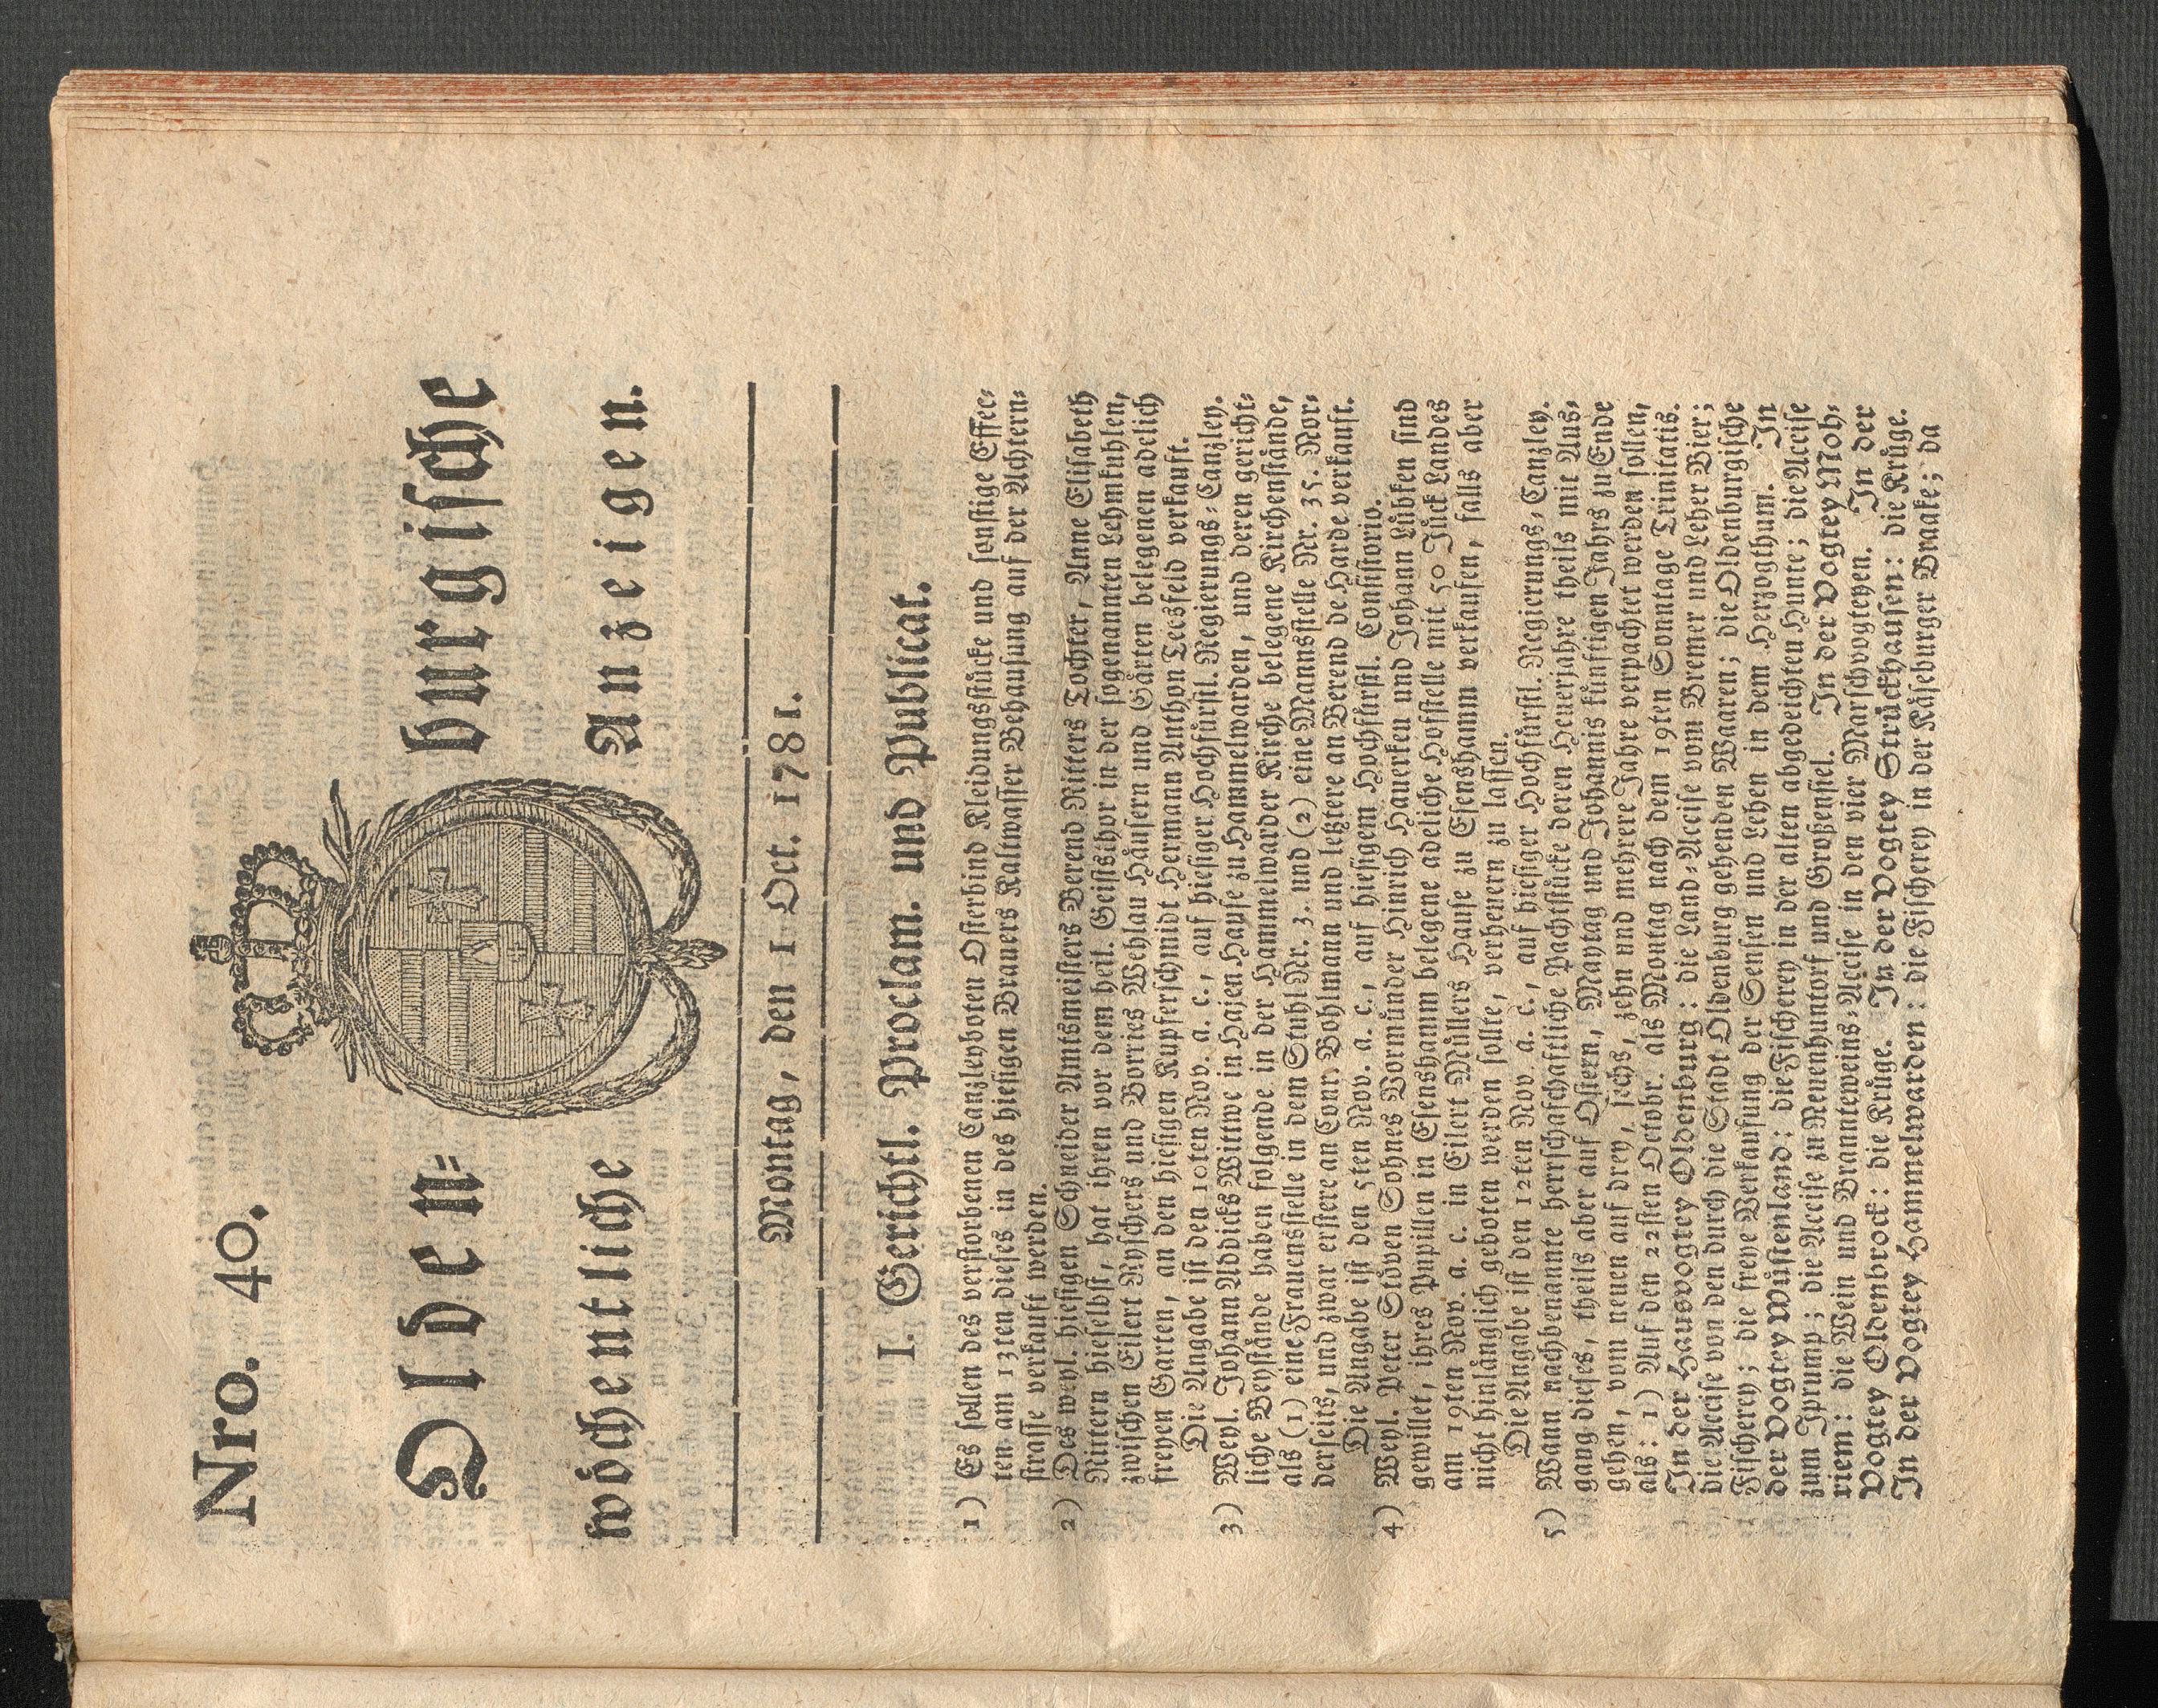 Nro. 40.
Olden= burgische
wöchentliche Anzeigen.
Montag, den 1 Oct. 1781.
I. Gerichtl. Proclam. und Publicat.
1) Es sollen des verstorbenen Canzleyboten Osterbind Kleidungsstücke und sonstige Effec=
ten am 13ten dieses in des hiesigen Brauers Kaltwasser Behausung auf der Achtern=
strasse verkauft werden.
2) Des weyl. hiesigen Schneider Amtsmeisters Berend Ritters Tochter, Anne Elisabeth
Rittern hieselbst, hat ihren vor dem heil. Geistthor in der sogenannten Lehmkuhlen,
zwischen Eilert Ryschers und Borries Wehlau Häusern und Gärten belegenen adelich
freyen Garten, an den hiesigen Kupferschmidt Hermann Anthon Teesfeld verkauft.
Die Angabe ist den 10ten Nov. a. c., auf hiesiger Hochfürstl. Regierungs=Canzley.
3) Weyl. Johann Addicks Wittwe in Hajen Hause zu Hammelwarden, und deren gericht=
liche Beystände haben folgende in der Hammelwarder Kirche belegene Kirchenstände,
als (1) eine Frauensstelle in dem Stuhl Nr. 3. und (2) eine Mannsstelle Nr. 35. Nor=
derseits, und zwar erstere an Conr. Bohlmann und letztere an Berend de Harde verkauft.
Die Angabe ist den 5ten Nov. a. c., auf hiesigem Hochfürstl. Consistorio.
4) Weyl. Peter Stöven Sohnes Vormünder Hinrich Hauerken und Johann Lübken sind
gewillet, ihres Pupillen in Esenshamm belegene adeliche Hofstelle mit 50 Jück Landes
am 19ten Nov. a. c. in Eilert Müllers Hause zu Esenshamm verkaufen, falls aber
nicht hinlänglich geboten werden sollte, verheuern zu lassen.
Die Angabe ist den 12ten Nov. a. c., auf hiesiger Hochfürstl. Regierungs=Canzley.
5) Wann nachbenannte herrschafschaftliche Pachtstücke deren Heuerjahre theils mit Aus=
gang dieses, theils aber auf Ostern, Maytag und Johannis künftigen Jahrs zu Ende
gehen, vom neuen auf drey, sechs, zehn und mehrere Jahre verpachtet werden sollen,
als: 1) Auf den 22sten Octobr. als Montag nach dem 19ten Sonntage Trinitatis.
In der Hausvogtey Oldenburg: die Land=Accise vom Bremer und Leher Bier;
die Accise von den durch die Stadt Oldenburg gehenden Waaren; die Oldenburgische
Fischerey; die freye Verkaufung der Sensen und Lehen in dem Herzogthum. In
der Vogtey Wüstenland: die Fischerey in der alten abgedeichten Hunte; die Accise
zum Iprump; die Accise zu Neuenhuntorf und Großensiel. In der Vogtey Moh=
riem: die Wein und Brannteweins=Accise in den vier Marschvogteyen. In der
Vogtey Oldenbrock: die Krüge. In der Vogtey Strückhausen: die Krüge.
In der Vogtey Hammelwarden: die Fischerey in der Käseburger Braake; da